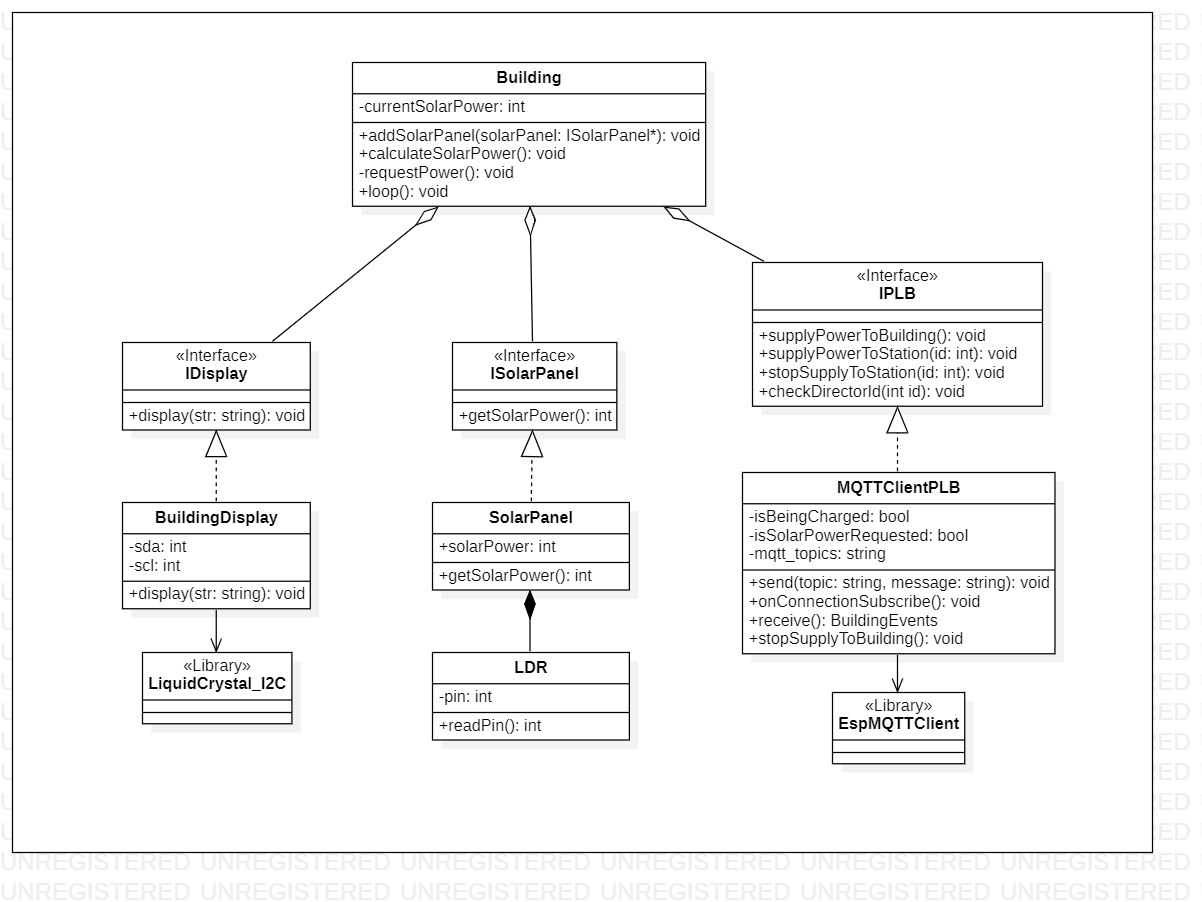 Building
-currentSolarPower: int
+addSolarPanel(solarPanel: ISolarPanel*): void
+calculateSolarPower(): void
-requestPower(): void
+loop(): void
«Interface»
IDisplay
+display(str: string): void
«Interface»
ISolarPanel
+getSolarPower(): int
«Interface»
IPLB
+supplyPowerToBuilding(): void
+supplyPowerToStation(id: int): void
+stopSupplyToStation(id: int): void
+checkDirectorId(int id): void
BuildingDisplay
-sda: int
-scl: int
+display(str: string): void
SolarPanel
+solarPower: int
+getSolarPower(): int
MQTTClientPLB
-isBeingCharged: bool
-isSolarPowerRequested: bool
-mqtt_topics: string
+send(topic: string, message: string): void
+onConnectionSubscribe(): void
+receive(): BuildingEvents
+stopSupplyToBuilding(): void
«Library»
LiquidCrystal_I2C
LDR
-pin: int
+readPin(): int
«Library»
EspMQTTClient
UNREGISTERED UNREGISTERED UNREGISTERED UNREGISTERED UNREGISTERED UNREGISTERED
UNREGISTERED UNREGISTERED UNREGISTERED UNREGISTERED UNREGISTERED UNREGISTERED